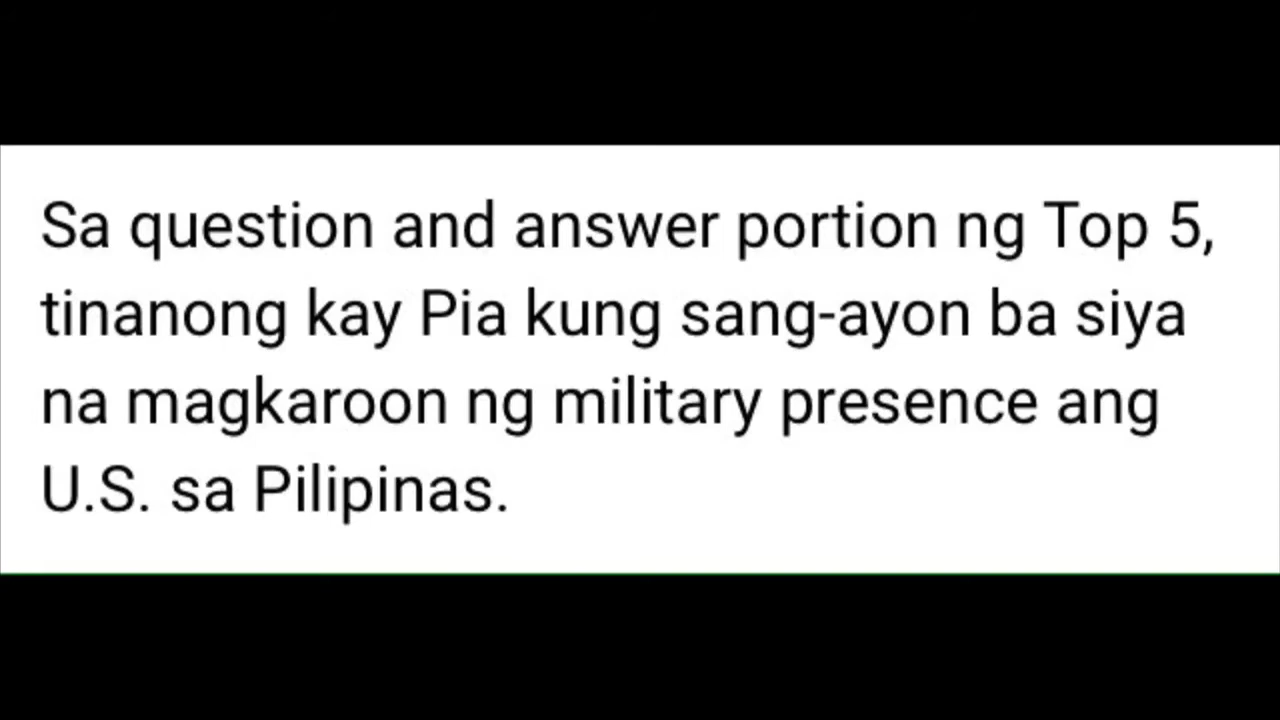 Sa question and answer portion ng Top 5,
tinanong kay Pia kung sang-ayon ba siya
na magkaroon ng military presence ang
U.S. sa Pilipinas.